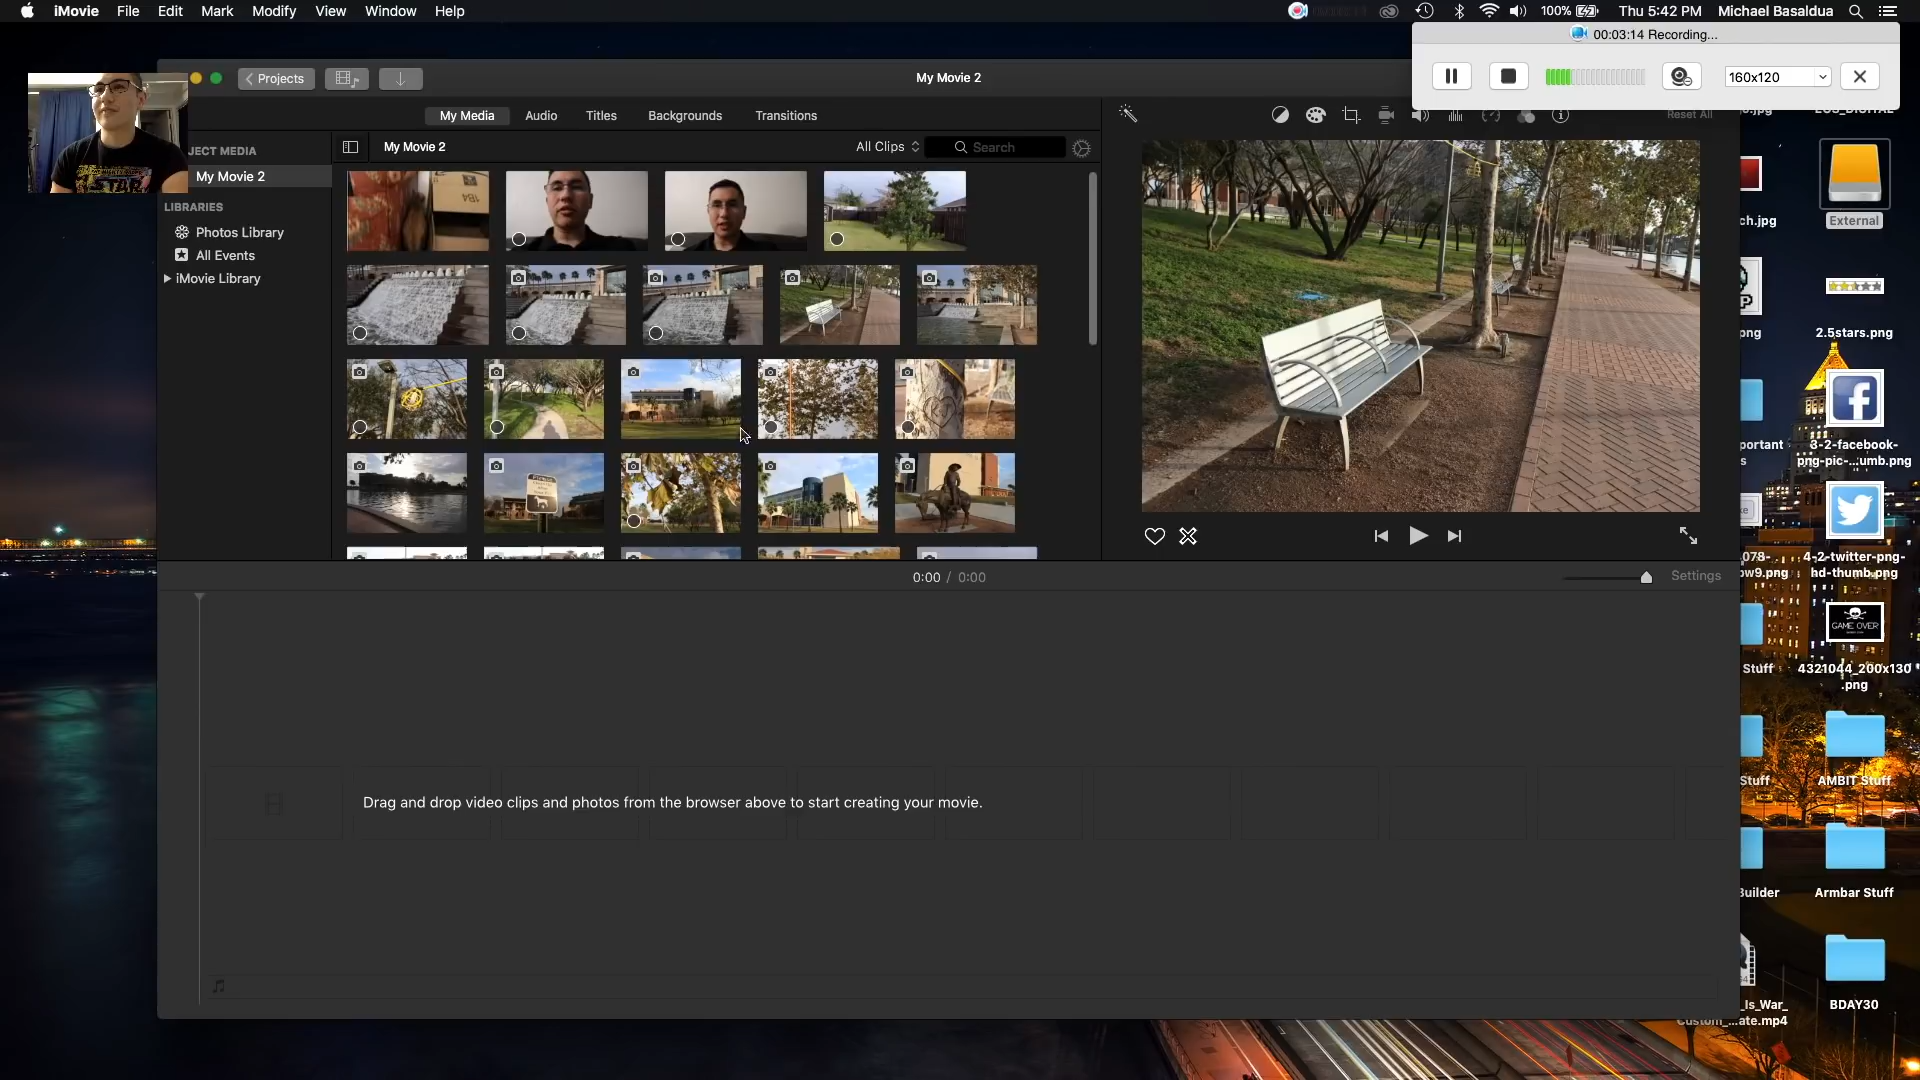 iMovie File Edit Mark Modify View Window Help
100% Thu 5:42 PM Michael Basaldua
00:03:14 Recording...
160x120
Projects
My Movie 2
My Media Audio Titles Backgrounds Transitions
Reset All
JECT MEDIA
My Movie 2
LIBRARIES
Photos Library
All Events
iMovie Library
My Movie 2
All Clips
Search
0:00 / 0:00
Settings
Drag and drop video clips and photos from the browser above to start creating your movie.
ch.jpg
External
png
2.5stars.png
portant
s
3-2-facebook-
png-pic-...umb.png
078-
ow9.png
4-2-twitter-png-
hd-thumb.png
GAME OVER
Stuff
4321044_200x130
.png
Stuff
AMBIT Stuff
Builder
Armbar Stuff
_Is_War_
Custom_...ate.mp4
BDAY30